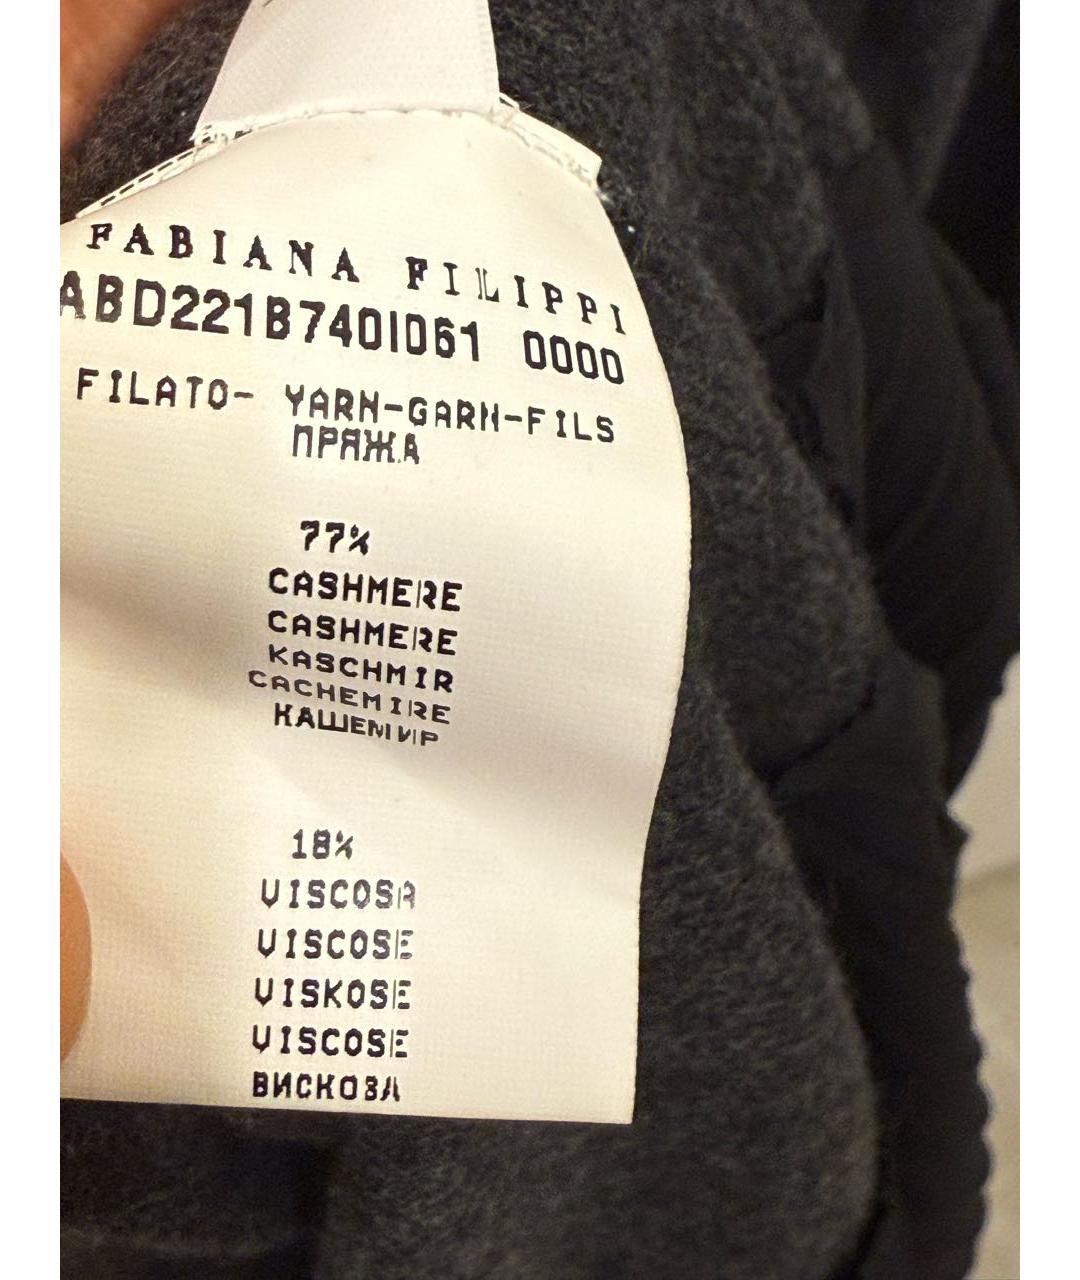 FABIANA FILIPPI
ABD221B740I061 0000
FILATO- YARN-GARN-FILS
ПРЯЖА
77%
CASHMERE
CASHMERE
KASCHMIR
CACHEMIRE
КАШЕМИР
18%
VISCOSA
VISCOSE
VISKOSE
VISCOSE
ВИСКОЗА